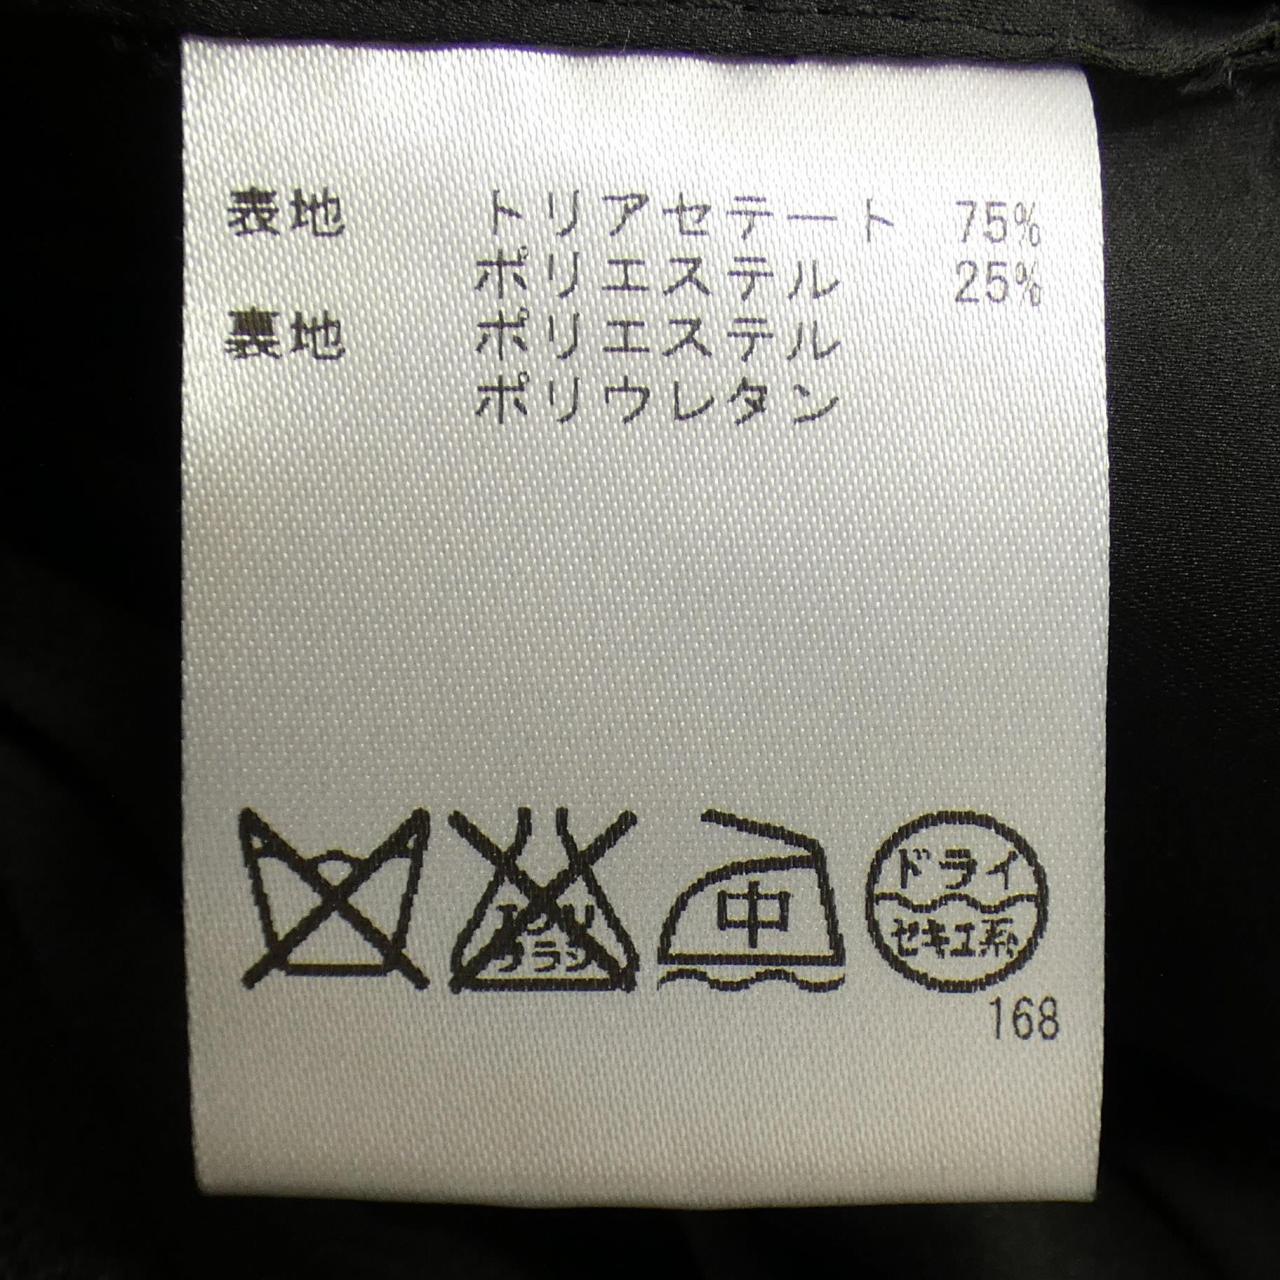 表地 トリアセテート 75%
ポリエステル 25%
裏地 ポリエステル
ポリウレタン
エンソ
サラシ
中
ドライ
セキユ系
168